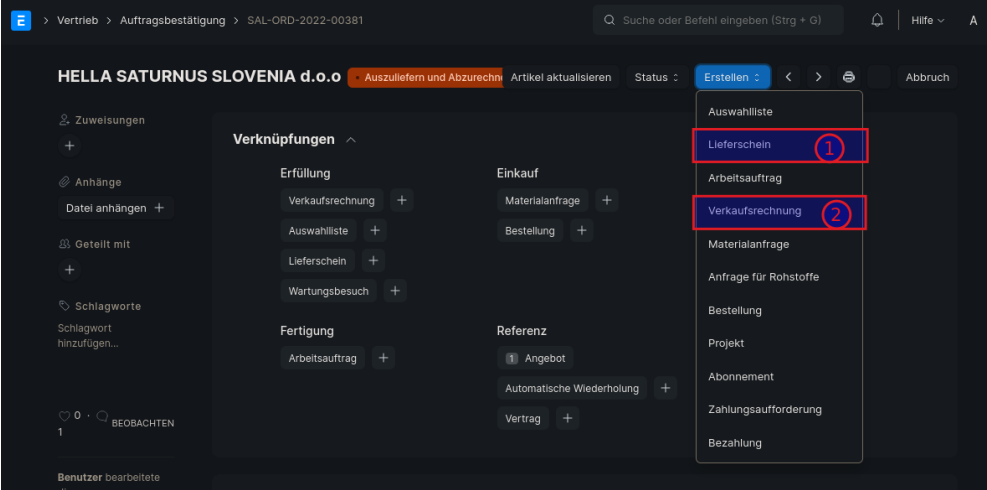 E > Vertrieb > Auftragsbestätigung > SAL-ORD-2022-00381
Suche oder Befehl eingeben (Strg + G)
Hilfe
A
HELLA SATURNUS SLOVENIA d.o.o
Auszuliefern und Abzurechn
Artikel aktualisieren
Status
Erstellen
Abbruch
Zuweisungen
+
Anhänge
Datei anhängen +
Geteilt mit
+
Schlagworte
Schlagwort
hinzufügen...
0 ·
1
BEOBACHTEN
Benutzer bearbeitete
Verknüpfungen
Erfüllung
Verkaufsrechnung +
Auswahlliste +
Lieferschein +
Wartungsbesuch +
Einkauf
Materialanfrage +
Bestellung +
Fertigung
Arbeitsauftrag +
Referenz
1 Angebot
Automatische Wiederholung +
Vertrag +
Auswahlliste
Lieferschein 1
Arbeitsauftrag
Verkaufsrechnung 2
Materialanfrage
Anfrage für Rohstoffe
Bestellung
Projekt
Abonnement
Zahlungsaufforderung
Bezahlung